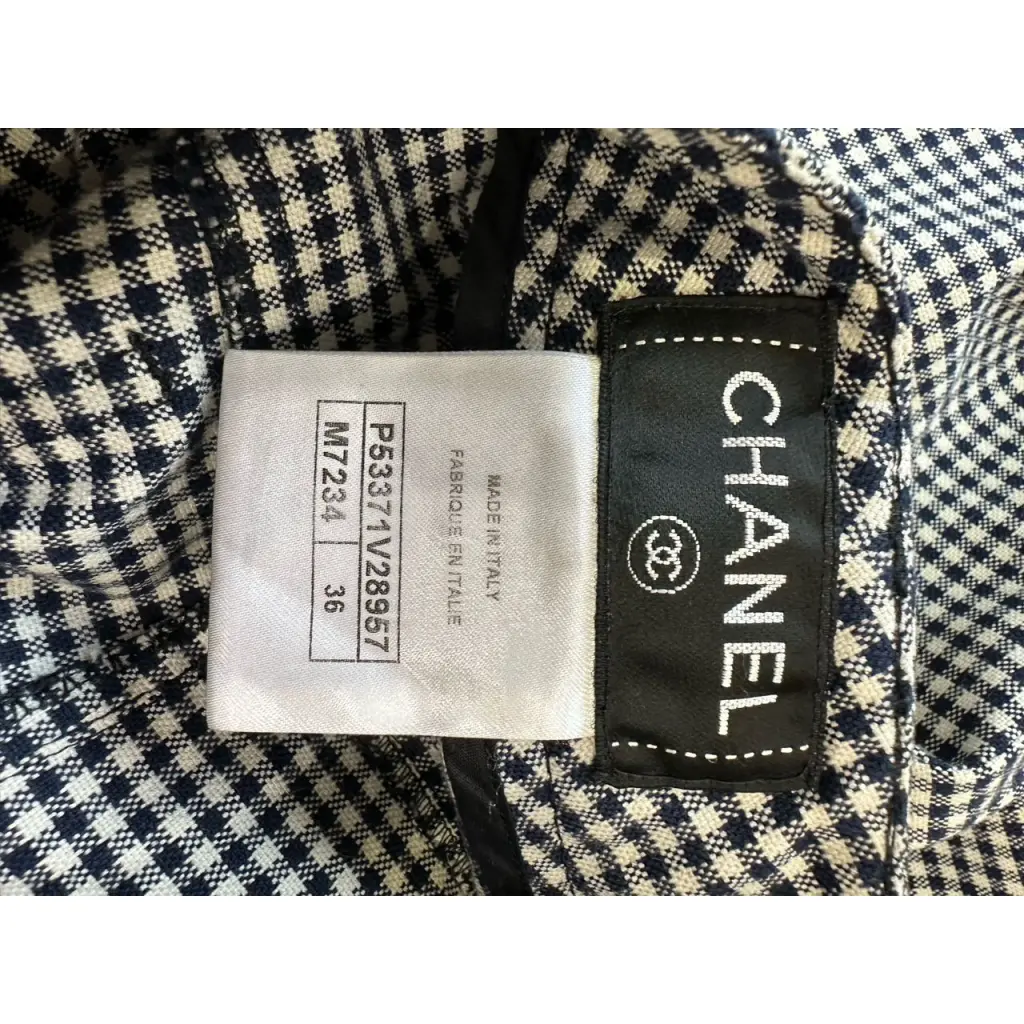 CHANEL
MADE IN ITALY
FABRIQUE EN ITALIE
P53371V28957
M7234 36